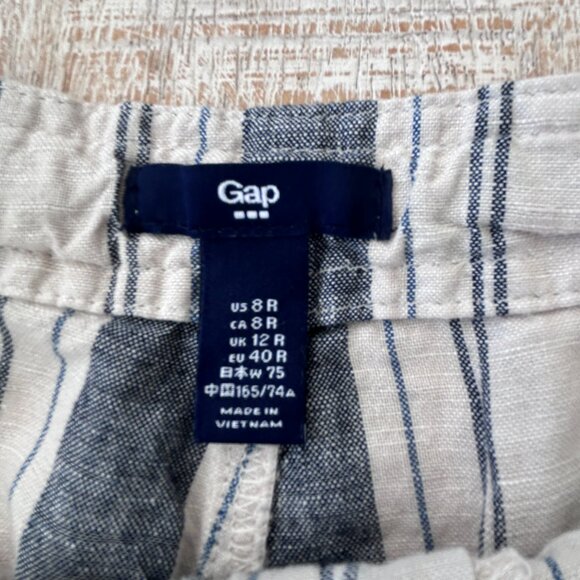 Gap
US 8 R
CA 8 R
UK 12 R
EU 40 R
日本 W 75
中国 165/74A
MADE IN
VIETNAM